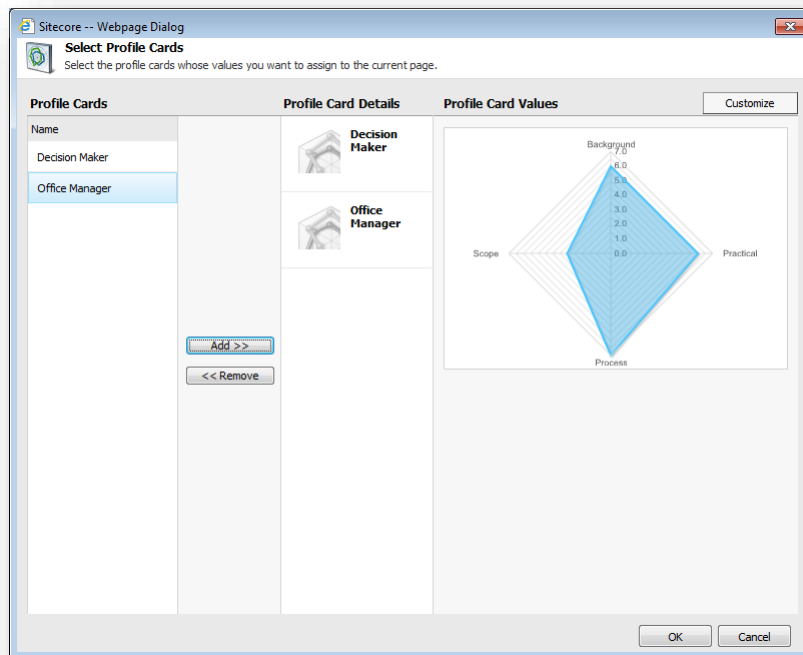 Sitecore -- Webpage Dialog
Select Profile Cards
Select the profile cards whose values you want to assign to the current page.
Profile Cards
Profile Card Details
Profile Card Values
Customize
Name
Decision Maker
Office Manager
Add >>
<< Remove
Decision
Maker
Office
Manager
Background
7.0
6.0
5.0
4.0
3.0
2.0
1.0
0.0
Scope
Practical
Process
OK
Cancel